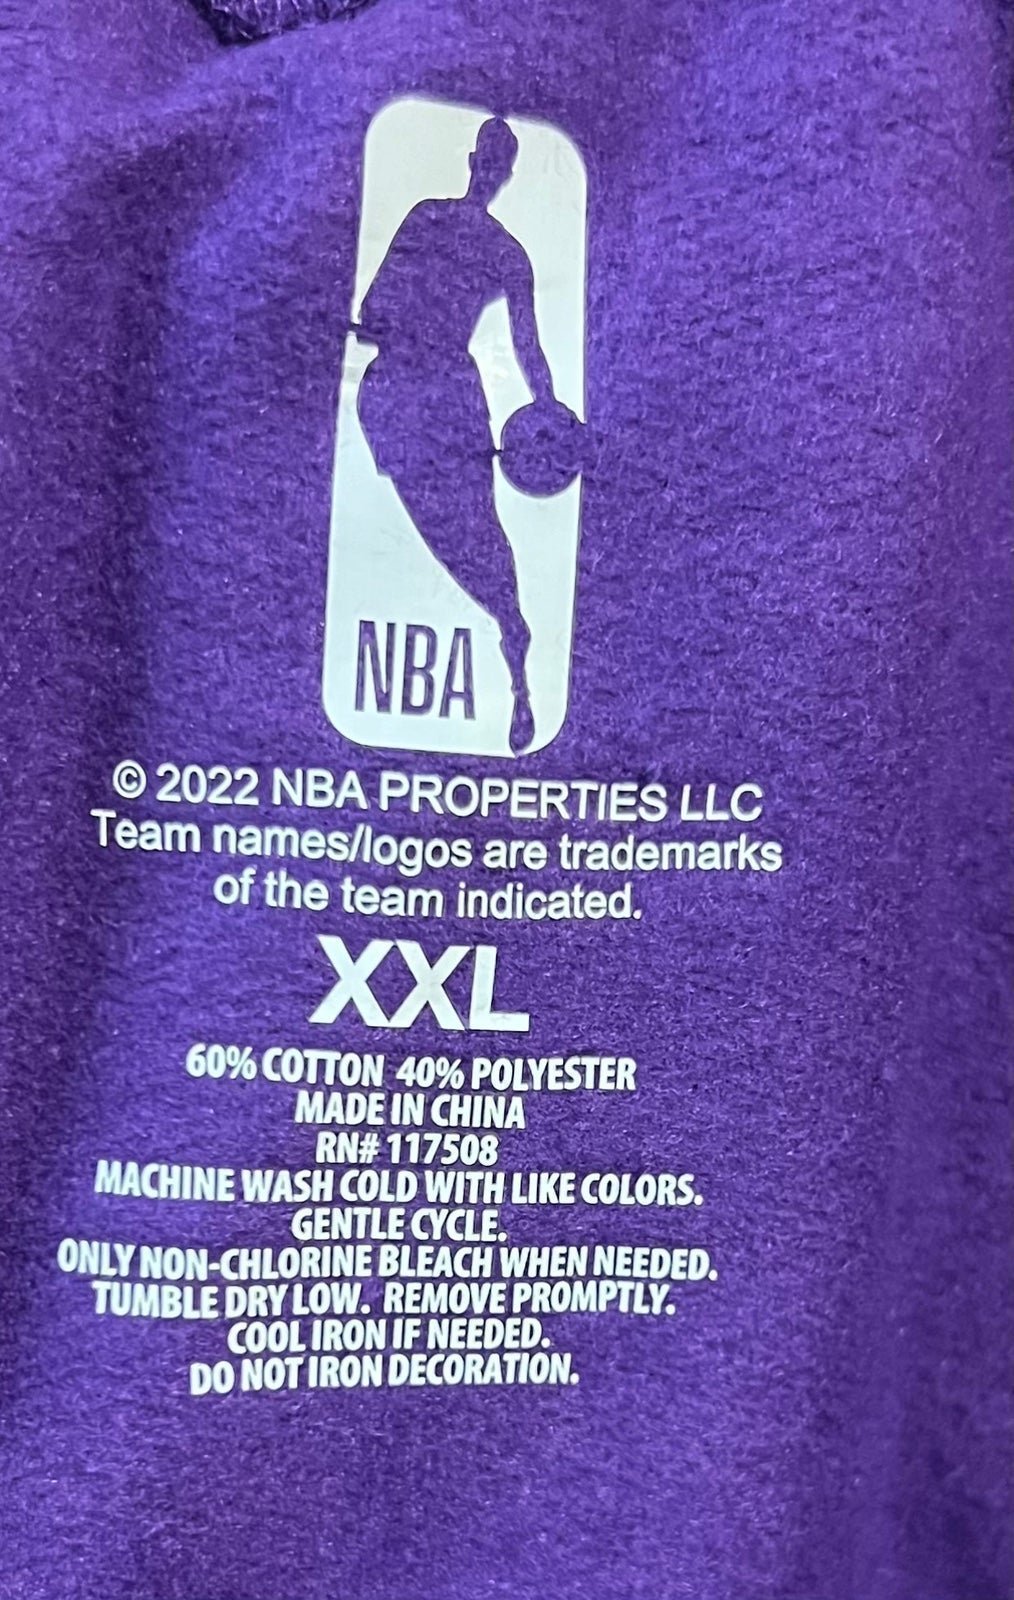 NBA
© 2022 NBA PROPERTIES LLC
Team names/logos are trademarks
of the team indicated.
XXL
60% COTTON 40% POLYESTER
MADE IN CHINA
RN# 117508
MACHINE WASH COLD WITH LIKE COLORS.
GENTLE CYCLE.
ONLY NON-CHLORINE BLEACH WHEN NEEDED.
TUMBLE DRY LOW. REMOVE PROMPTLY.
COOL IRON IF NEEDED.
DO NOT IRON DECORATION.